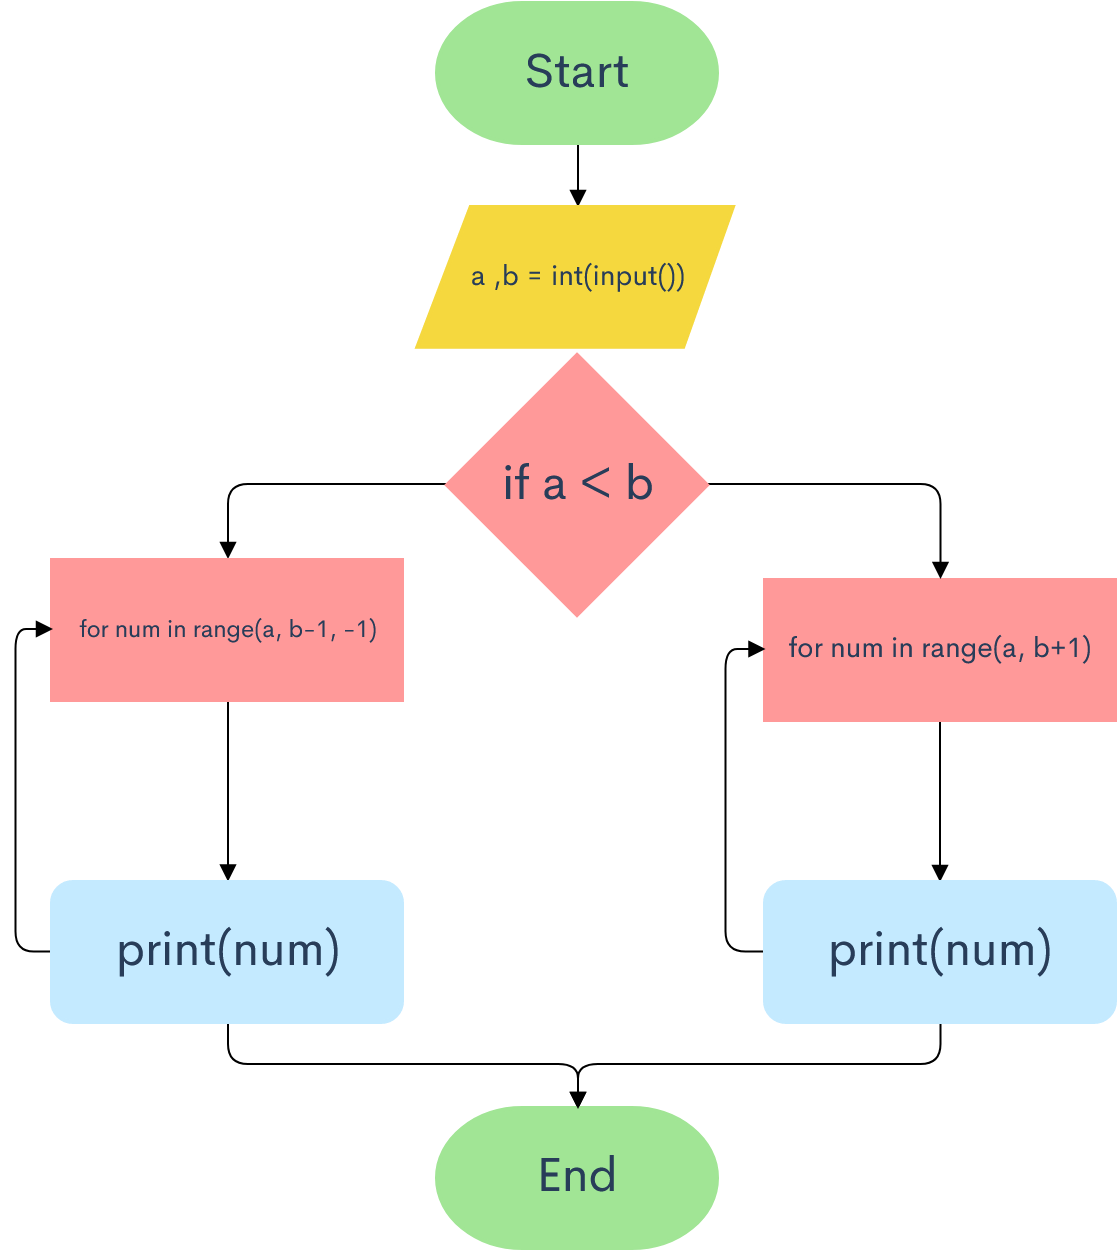 Start
a ,b = int(input())
if a < b
for num in range(a, b-1, -1)
for num in range(a, b+1)
print(num)
print(num)
End